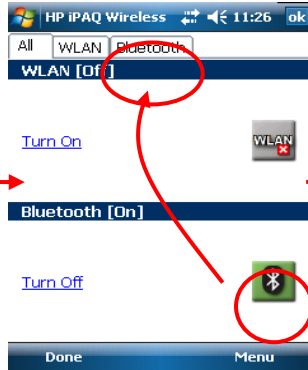 HP iPAQ Wireless 11:26 ok
All WLAN Bluetooth
WLAN [Off]
Turn On WLAN
Bluetooth [On]
Turn Off
Done Menu